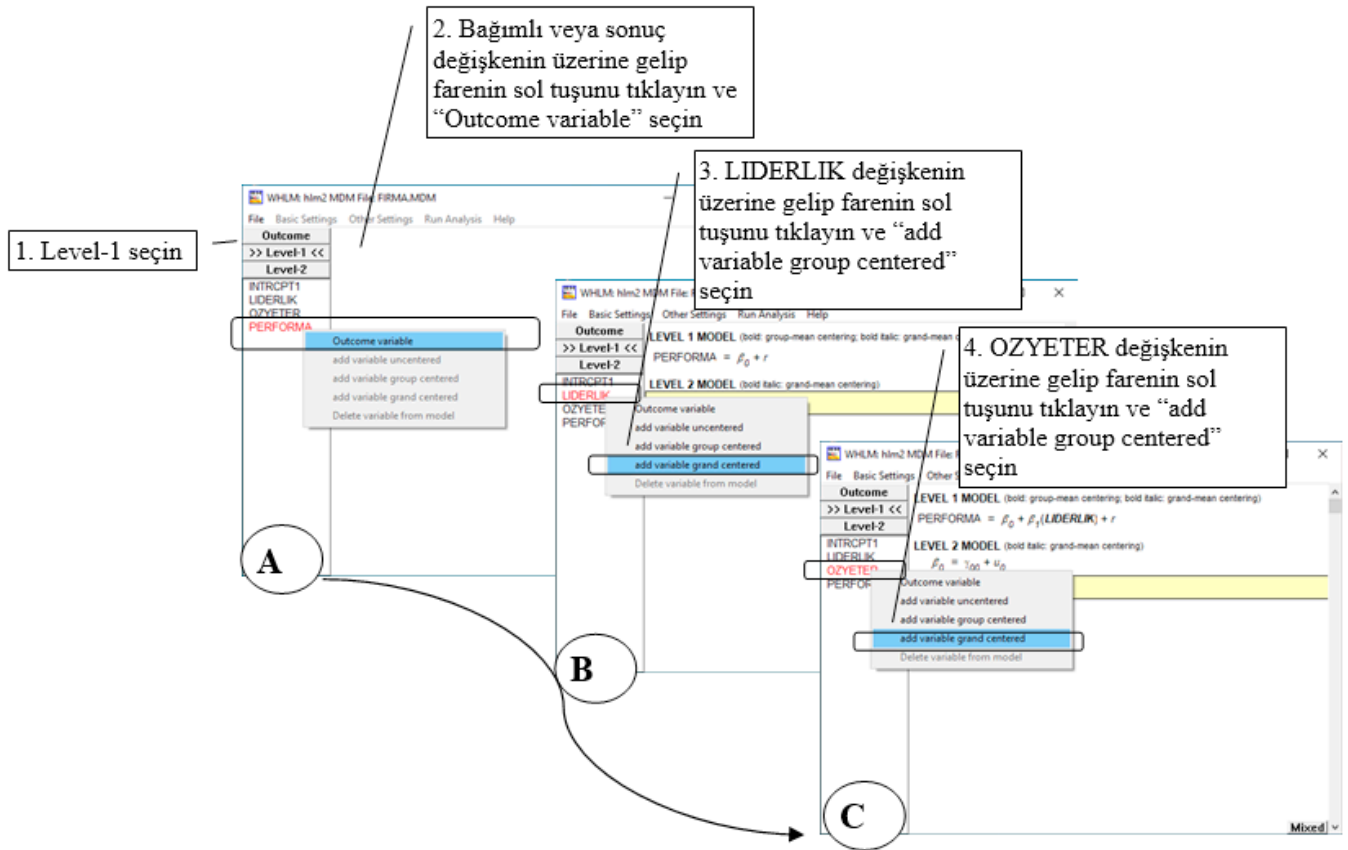 2. Bağımlı veya sonuç
değişkenin üzerine gelip
farenin sol tuşunu tıklayın ve
“Outcome variable” seçin
3. LIDERLIK değişkenin
üzerine gelip farenin sol
tuşunu tıklayın ve “add
variable group centered”
seçin
1. Level-1 seçin
WHLM: hlm2 MDM File: FIRMA.MDM
File Basic Settings Other Settings Run Analysis Help
Outcome
>> Level-1 <<
Level-2
INTRCPT1
LIDERLIK
OZYETER
PERFORMA
Outcome variable
add variable uncentered
add variable group centered
add variable grand centered
Delete variable from model
A
WHLM: hlm2 MDM File:
File Basic Settings Other Settings Run Analysis Help
Outcome
>> Level-1 <<
Level-2
INTRCPT1
LIDERLIK
LEVEL 1 MODEL (bold: group-mean centering; bold italic: grand-mean
PERFORMA = β0 + r
LEVEL 2 MODEL (bold italic: grand-mean centering)
Outcome variable
add variable uncentered
add variable group centered
add variable grand centered
Delete variable from model
B
4. OZYETER değişkenin
üzerine gelip farenin sol
tuşunu tıklayın ve “add
variable group centered”
seçin
WHLM: hlm2 MDM File:
File Basic Settings Other
Outcome
>> Level-1 <<
Level-2
INTRCPT1
LIDERLIK
OZYETER
LEVEL 1 MODEL (bold: group-mean centering; bold italic: grand-mean centering)
PERFORMA = β0 + β1(LIDERLIK) + r
LEVEL 2 MODEL (bold italic: grand-mean centering)
β0 = γ00 + u0
Outcome variable
add variable uncentered
add variable group centered
add variable grand centered
Delete variable from model
C
Mixed